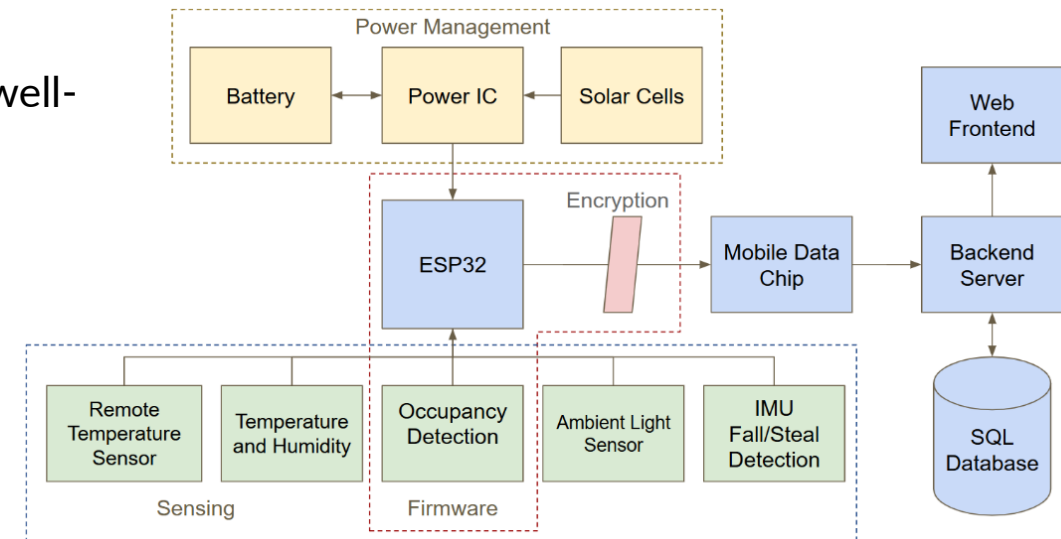 Power Management
well-
Battery
Power IC
Solar Cells
Web
Frontend
Encryption
ESP32
Mobile Data
Chip
Backend
Server
Remote
Temperature
Sensor
Temperature
and Humidity
Occupancy
Detection
Ambient Light
Sensor
IMU
Fall/Steal
Detection
SQL
Database
Sensing
Firmware